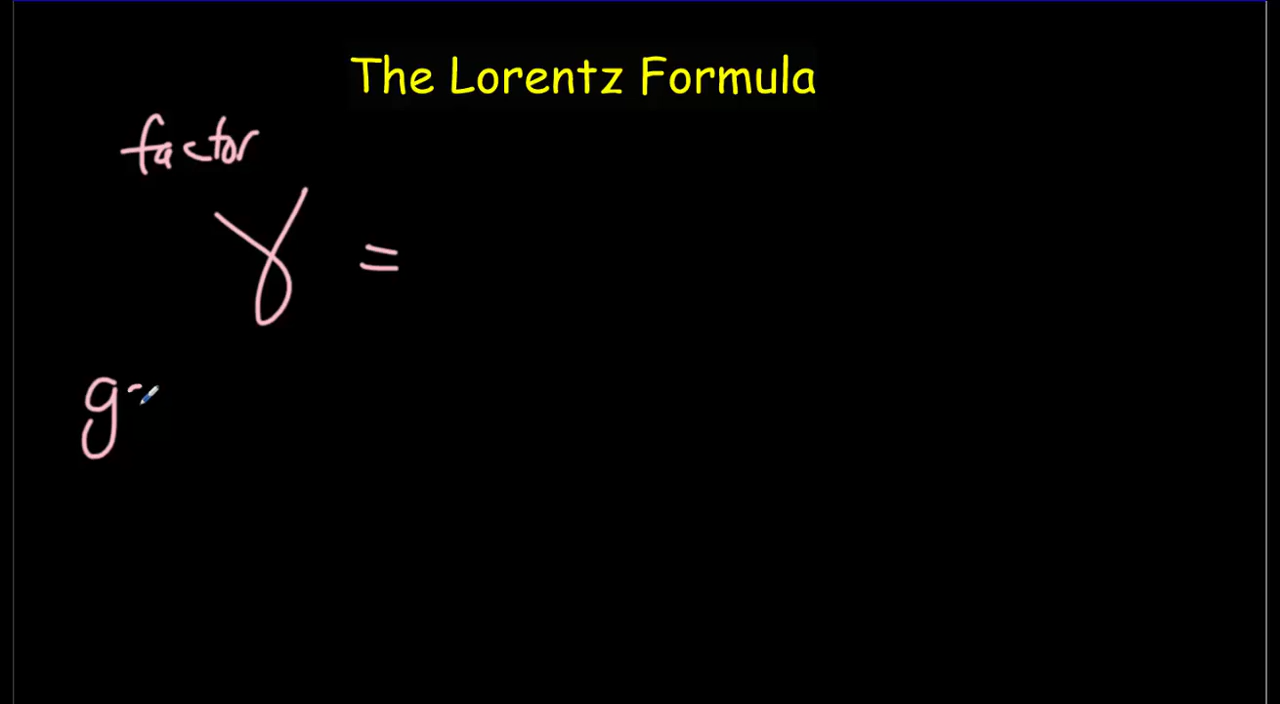 The Lorentz Formula
factor
γ =
g